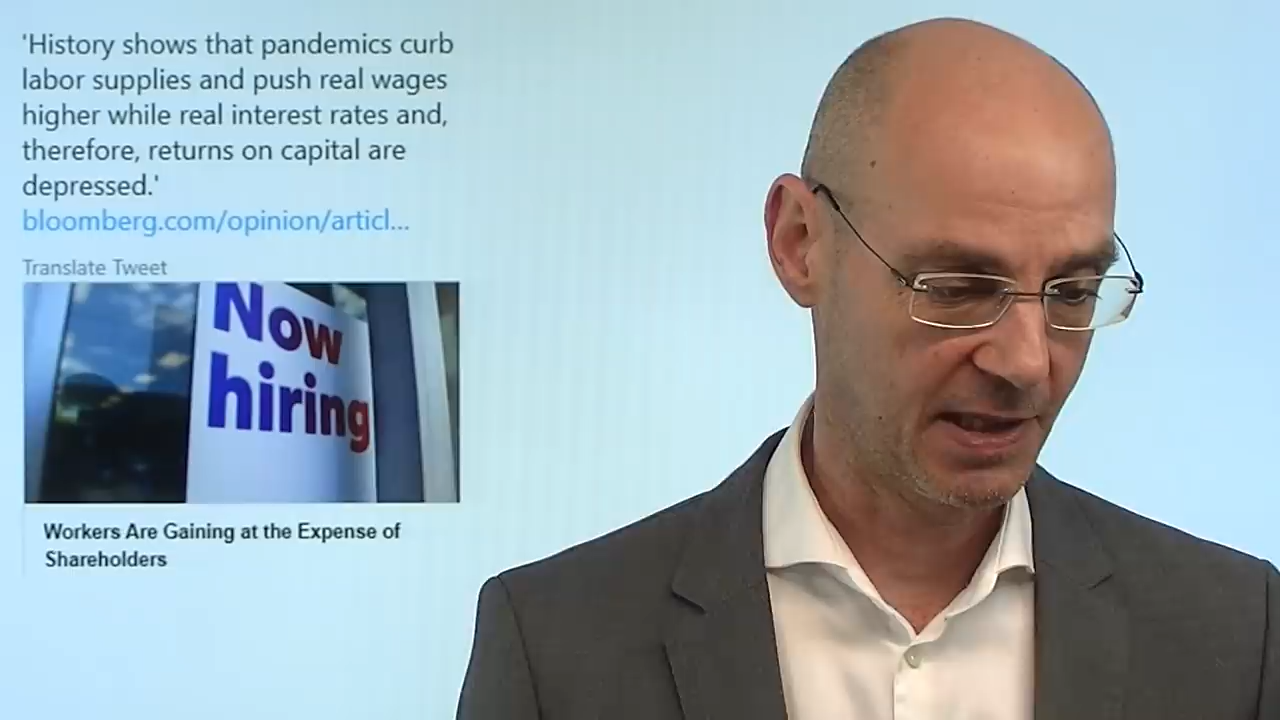 'History shows that pandemics curb
labor supplies and push real wages
higher while real interest rates and,
therefore, returns on capital are
depressed.'
bloomberg.com/opinion/articl...
Translate Tweet
Now
hiring
Workers Are Gaining at the Expense of
Shareholders